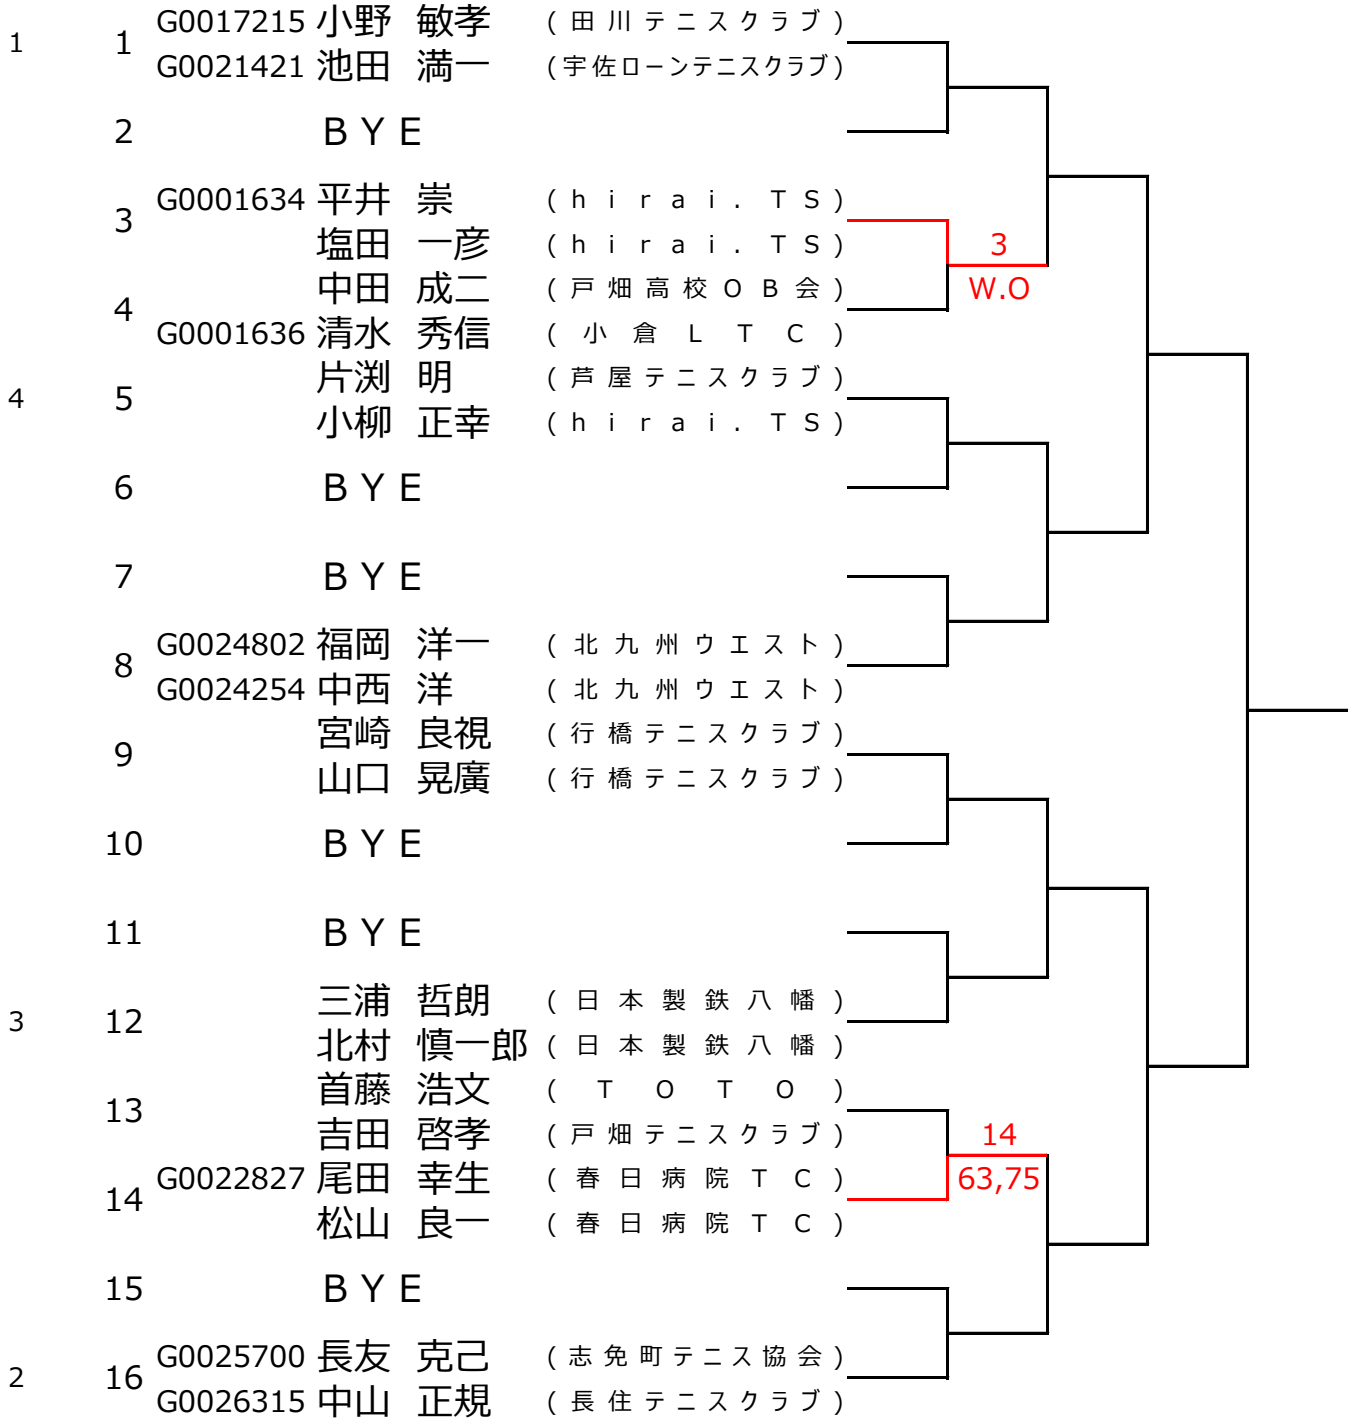 G0017215 小野 敏孝 (田川テニスクラブ)
1 1
G0021421 池田 満一 (宇佐ローンテニスクラブ)
2 BYE
G0001634 平井 崇 (hirai.TS)
3
塩田 一彦 (hirai.TS) 3
中田 成二 (戸畑高校OB会) W.O
4
G0001636 清水 秀信 (小倉LTC)
片渕 明 (芦屋テニスクラブ)
4 5
小柳 正幸 (hirai.TS)
6 BYE
7 BYE
G0024802 福岡 洋一 (北九州ウエスト)
8
G0024254 中西 洋 (北九州ウエスト)
宮崎 良視 (行橋テニスクラブ)
9
山口 晃廣 (行橋テニスクラブ)
10 BYE
11 BYE
三浦 哲朗 (日本製鉄八幡)
3 12
北村 慎一郎 (日本製鉄八幡)
首藤 浩文 (TOTO)
13
吉田 啓孝 (戸畑テニスクラブ) 14
G0022827 尾田 幸生 (春日病院TC) 63,75
14
松山 良一 (春日病院TC)
15 BYE
G0025700 長友 克己 (志免町テニス協会)
2 16
G0026315 中山 正規 (長住テニスクラブ)